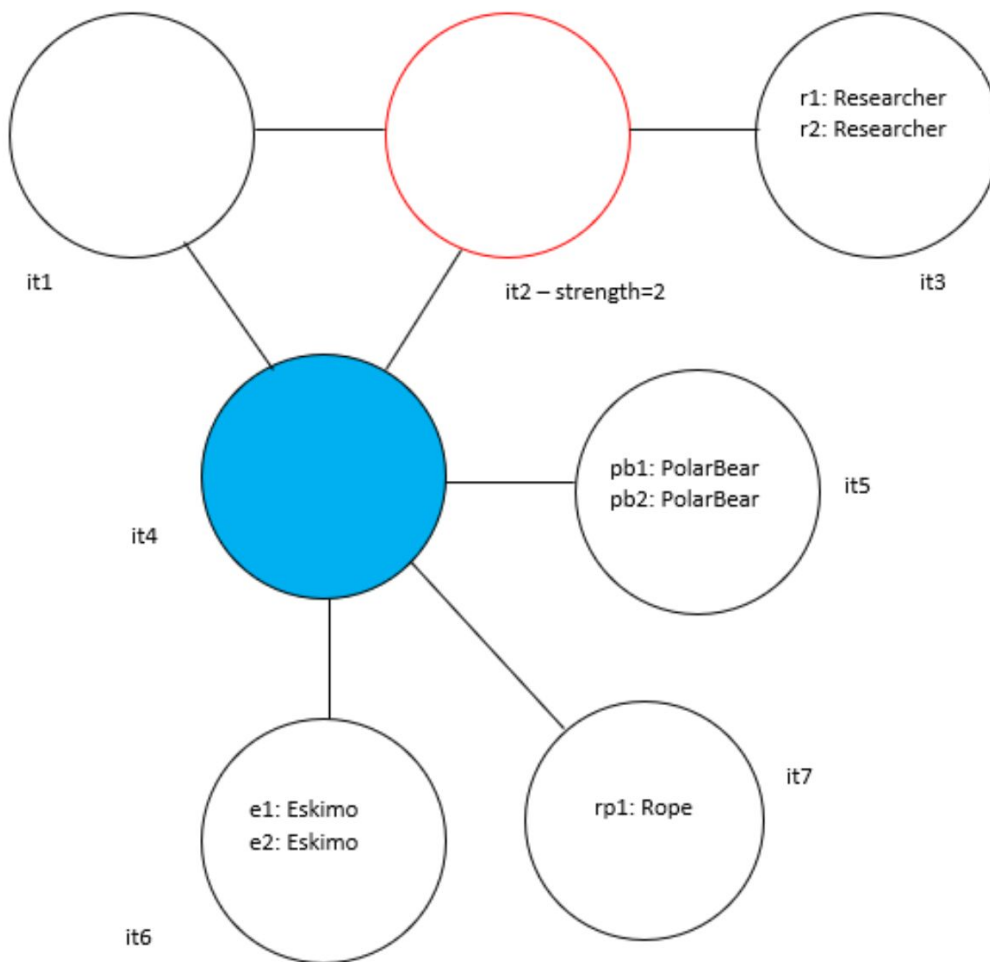 r1: Researcher
r2: Researcher
it1
it2 – strength=2
it3
pb1: PolarBear
pb2: PolarBear
it5
it4
it7
e1: Eskimo
e2: Eskimo
rp1: Rope
it6